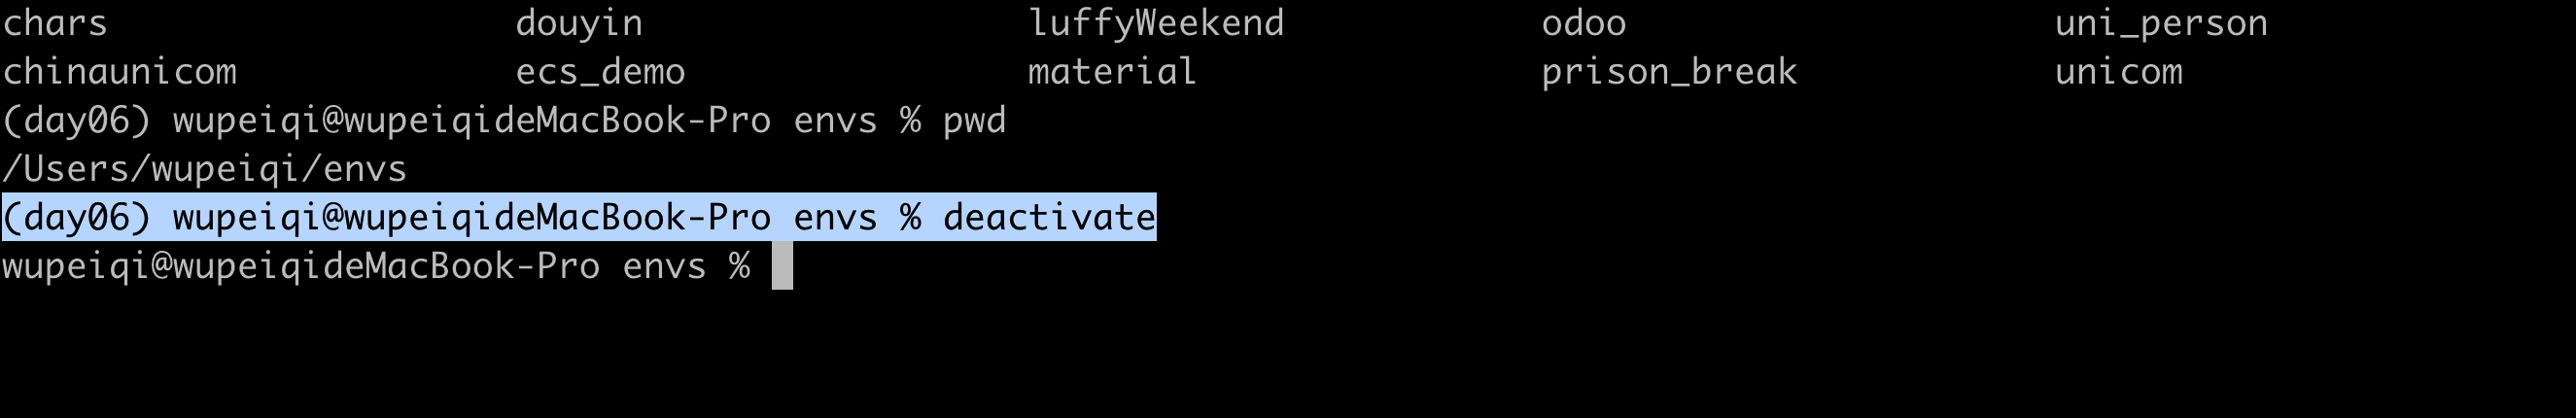 chars douyin luffyWeekend odoo uni_person
chinaunicom ecs_demo material prison_break unicom
(day06) wupeiqi@wupeiqideMacBook-Pro envs % pwd
/Users/wupeiqi/envs
(day06) wupeiqi@wupeiqideMacBook-Pro envs % deactivate
wupeiqi@wupeiqideMacBook-Pro envs %